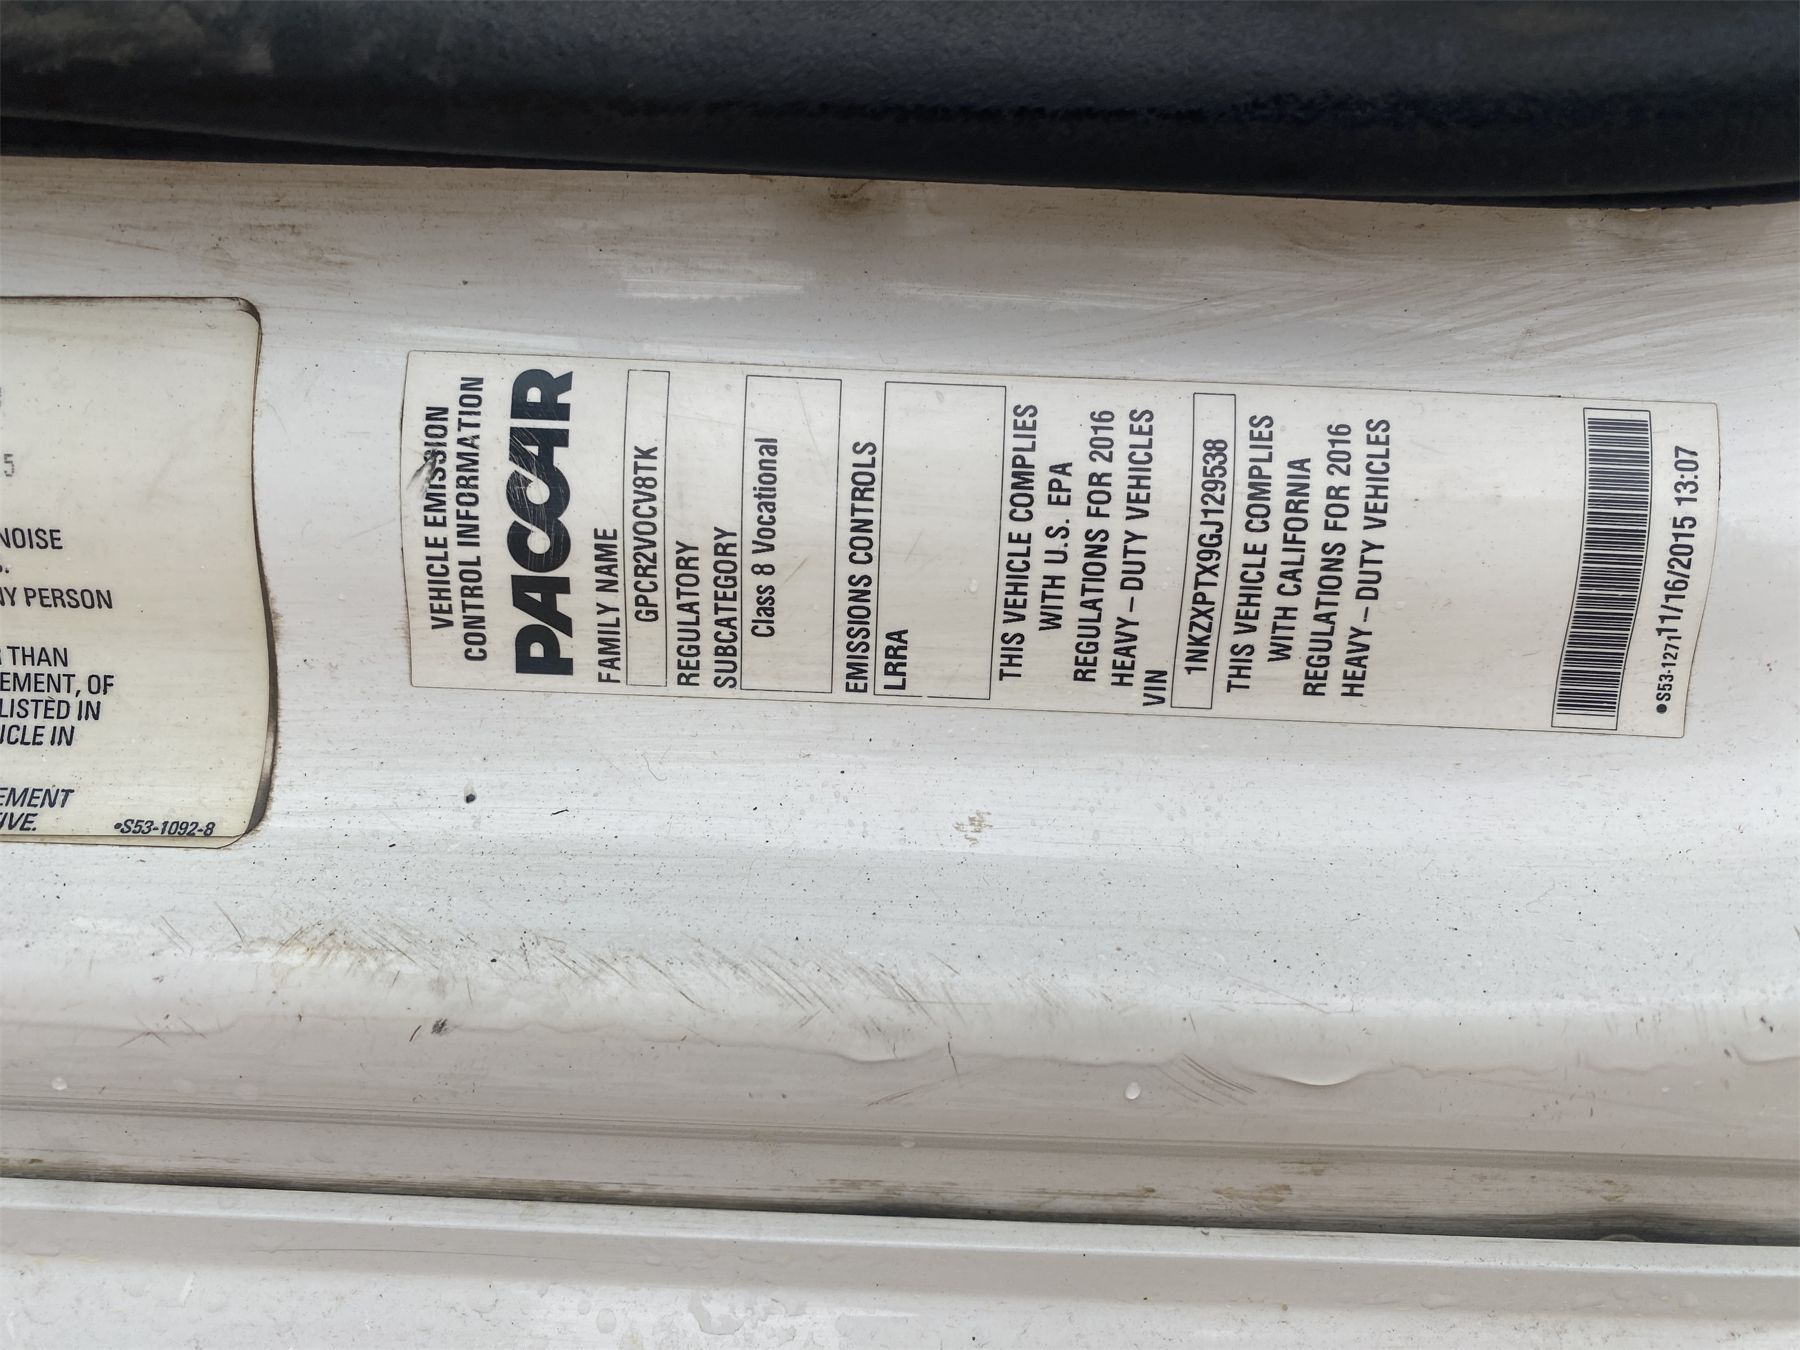 5
NOISE
NY PERSON
THAN
EMENT, OF
LISTED IN
ICLE IN
EMENT
IVE.
•S53-1092-8
VEHICLE EMISSION
CONTROL INFORMATION
PACCAR
FAMILY NAME
GPCR2VOCV8TK
REGULATORY
SUBCATEGORY
Class 8 Vocational
EMISSIONS CONTROLS
LRRA
THIS VEHICLE COMPLIES
WITH U.S. EPA
REGULATIONS FOR 2016
HEAVY – DUTY VEHICLES
VIN
1NKZXPTX9GJ129538
THIS VEHICLE COMPLIES
WITH CALIFORNIA
REGULATIONS FOR 2016
HEAVY – DUTY VEHICLES
•S53-1271 11/16/2015 13:07